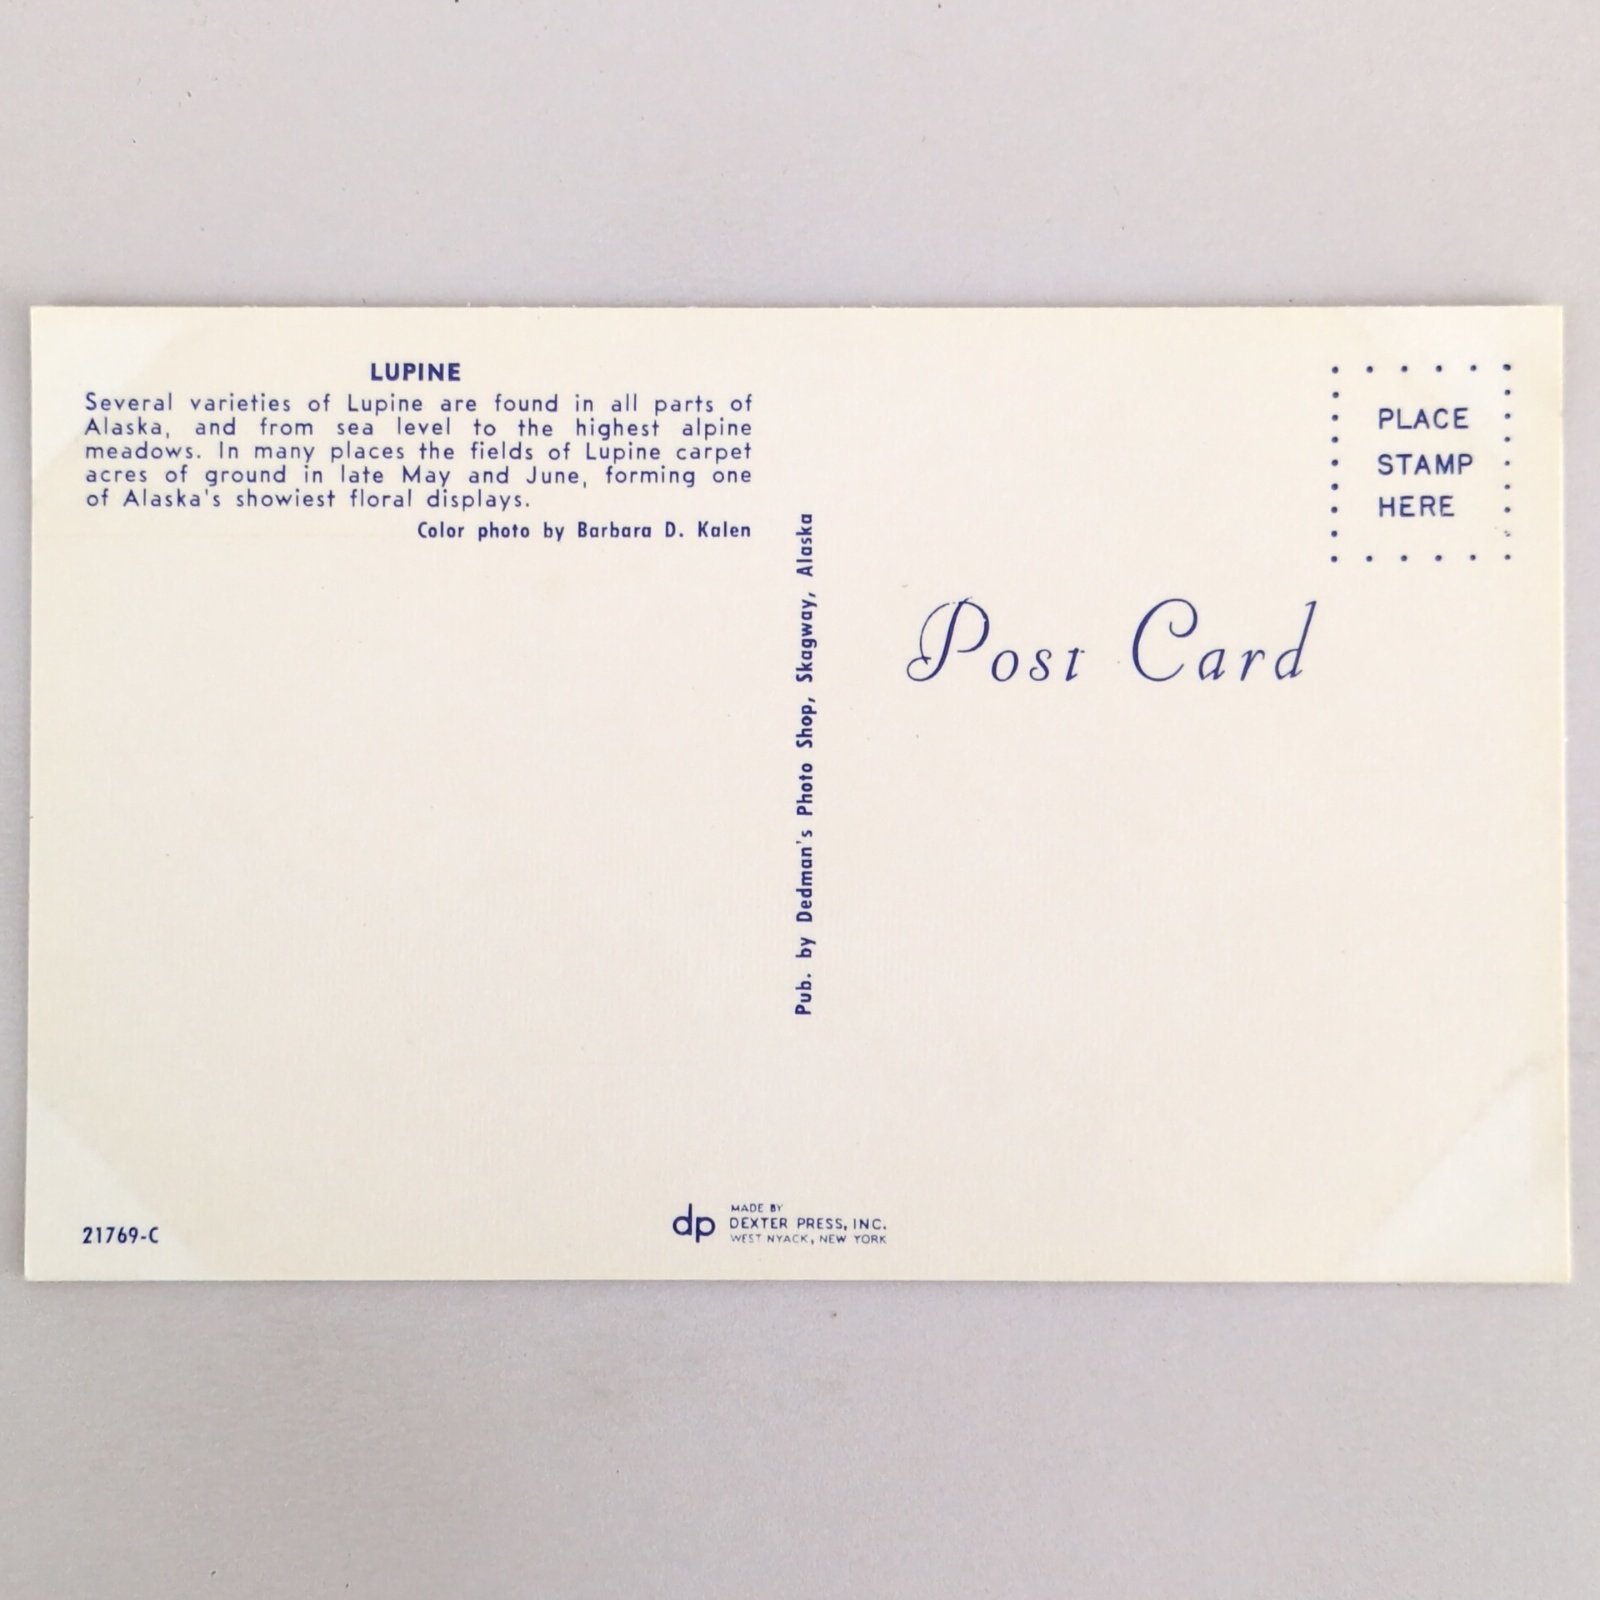 LUPINE
Several varieties of Lupine are found in all parts of
Alaska, and from sea level to the highest alpine
meadows. In many places the fields of Lupine carpet
acres of ground in late May and June, forming one
of Alaska's showiest floral displays.
Color photo by Barbara D. Kalen
21769-C
Pub. by Dedman's Photo Shop, Skagway, Alaska
dp
MADE BY
DEXTER PRESS, INC.
WEST NYACK, NEW YORK
PLACE
STAMP
HERE
Post Card